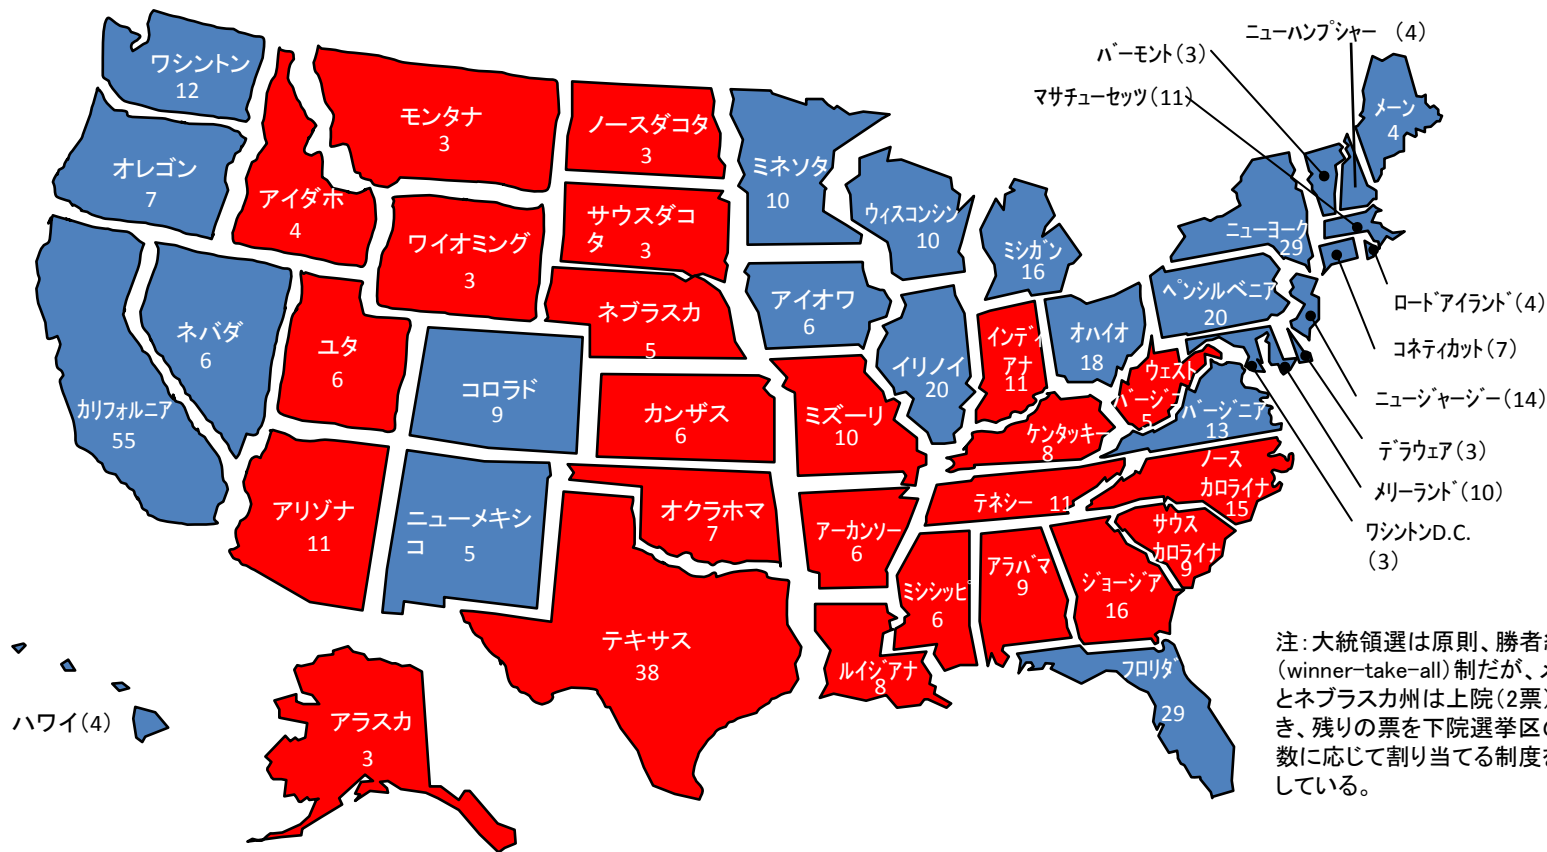 ワシントン
12
オレゴン
7
カリフォルニア
55
ネバダ
6
アイダホ
4
モンタナ
3
ワイオミング
3
ユタ
6
アリゾナ
11
コロラド
9
ニューメキシ
コ 5
ノースダコタ
3
サウスダコ
タ 3
ネブラスカ
5
カンザス
6
オクラホマ
7
テキサス
38
ミネソタ
10
アイオワ
6
ミズーリ
10
アーカンソー
6
ルイジアナ
8
ウィスコンシン
10
イリノイ
20
ミシガン
16
インディ
アナ
11
オハイオ
18
ケンタッキー
8
テネシー 11
ミシシッピ
6
アラバマ
9
ジョージア
16
フロリダ
29
サウス
カロライナ
9
ノース
カロライナ
15
バージニア
13
ウェスト
バージニ
5
ペンシルベニア
20
ニューヨーク
29
メーン
4
ニューハンプシャー (4)
バーモント(3)
マサチューセッツ(11)
ロードアイランド(4)
コネティカット(7)
ニュージャージー(14)
デラウェア(3)
メリーランド(10)
ワシントンD.C.
(3)
ハワイ(4)
アラスカ
3
注:大統領選は原則、勝者
(winner-take-all)制だが、
とネブラスカ州は上院(2票)
き、残りの票を下院選挙区
数に応じて割り当てる制度
している。